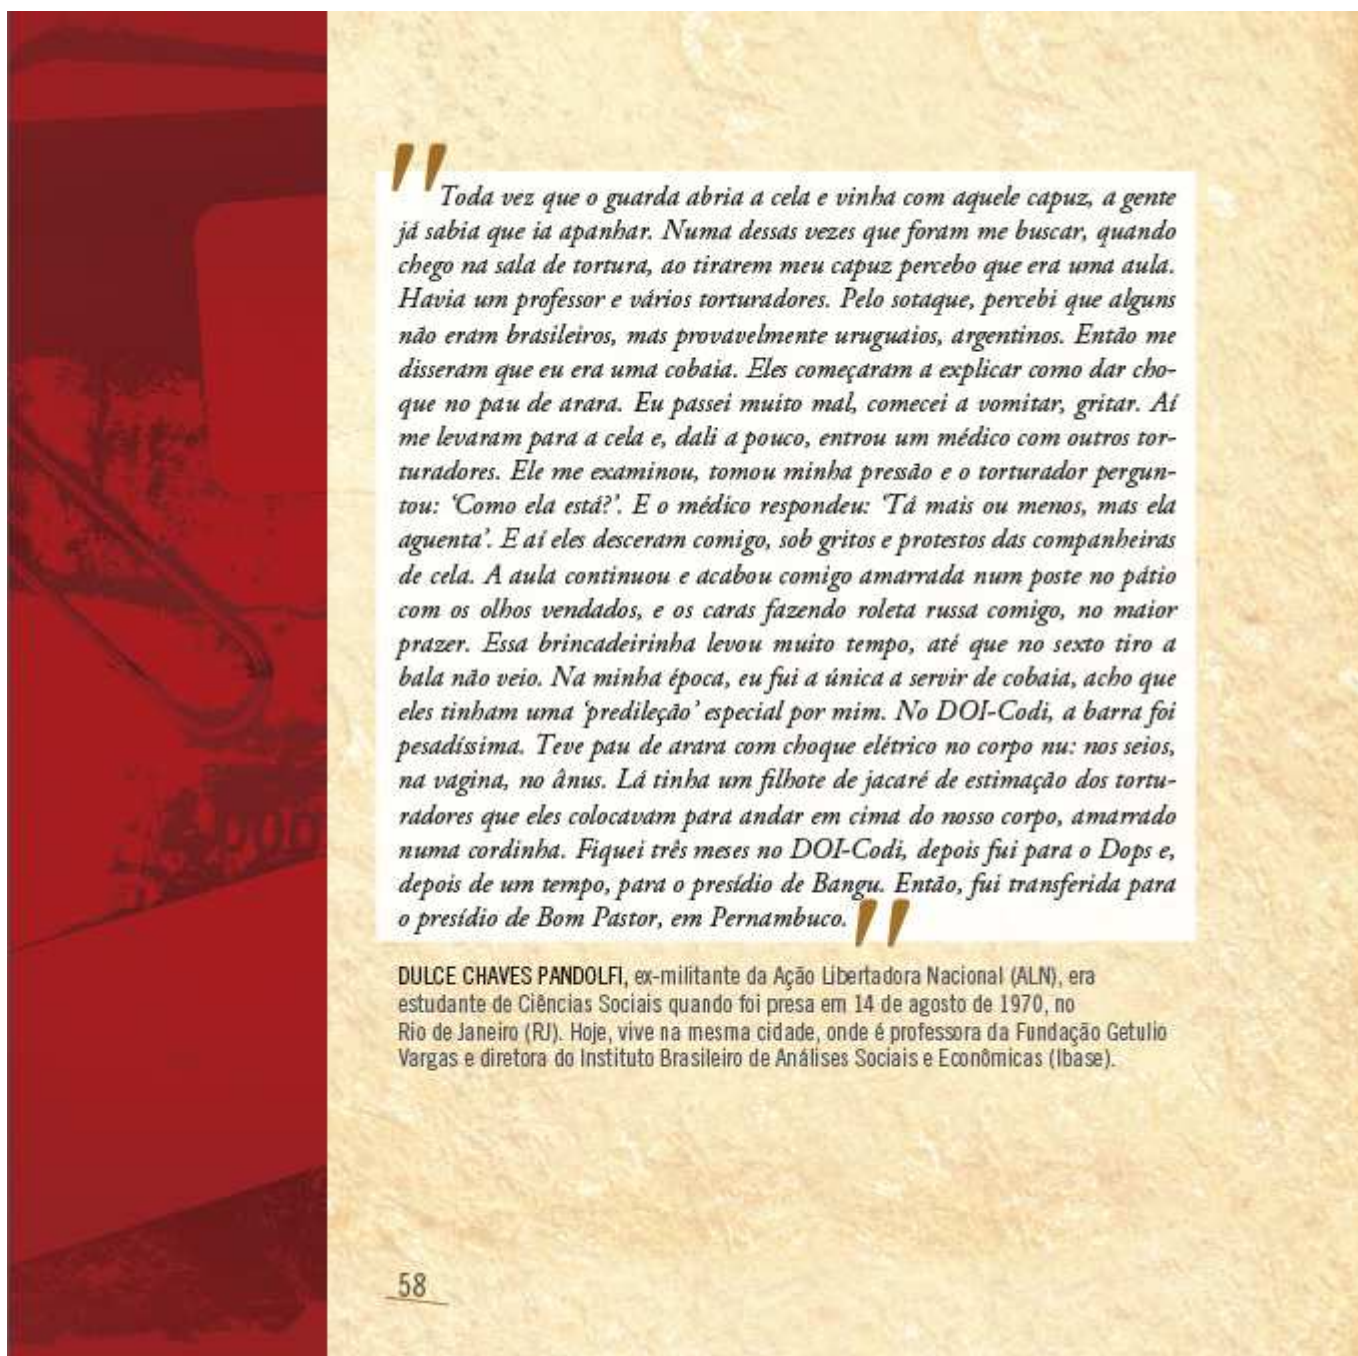 "Toda vez que o guarda abria a cela e vinha com aquele capuz, a gente
já sabia que ia apanhar. Numa dessas vezes que foram me buscar, quando
chego na sala de tortura, ao tirarem meu capuz percebo que era uma aula.
Havia um professor e vários torturadores. Pelo sotaque, percebi que alguns
não eram brasileiros, mas provavelmente uruguaios, argentinos. Então me
disseram que eu era uma cobaia. Eles começaram a explicar como dar cho-
que no pau de arara. Eu passei muito mal, comecei a vomitar, gritar. Aí
me levaram para a cela e, dali a pouco, entrou um médico com outros tor-
turadores. Ele me examinou, tomou minha pressão e o torturador pergun-
tou: ‘Como ela está?’. E o médico respondeu: ‘Tá mais ou menos, mas ela
aguenta’. E aí eles desceram comigo, sob gritos e protestos das companheiras
de cela. A aula continuou e acabou comigo amarrada num poste no pátio
com os olhos vendados, e os caras fazendo roleta russa comigo, no maior
prazer. Essa brincadeirinha levou muito tempo, até que no sexto tiro a
bala não veio. Na minha época, eu fui a única a servir de cobaia, acho que
eles tinham uma ‘predileção’ especial por mim. No DOI-Codi, a barra foi
pesadíssima. Teve pau de arara com choque elétrico no corpo nu: nos seios,
na vagina, no ânus. Lá tinha um filhote de jacaré de estimação dos tortu-
radores que eles colocavam para andar em cima do nosso corpo, amarrado
numa cordinha. Fiquei três meses no DOI-Codi, depois fui para o Dops e,
depois de um tempo, para o presídio de Bangu. Então, fui transferida para
o presídio de Bom Pastor, em Pernambuco."
DULCE CHAVES PANDOLFI, ex-militante da Ação Libertadora Nacional (ALN), era
estudante de Ciências Sociais quando foi presa em 14 de agosto de 1970, no
Rio de Janeiro (RJ). Hoje, vive na mesma cidade, onde é professora da Fundação Getulio
Vargas e diretora do Instituto Brasileiro de Análises Sociais e Econômicas (Ibase).
58